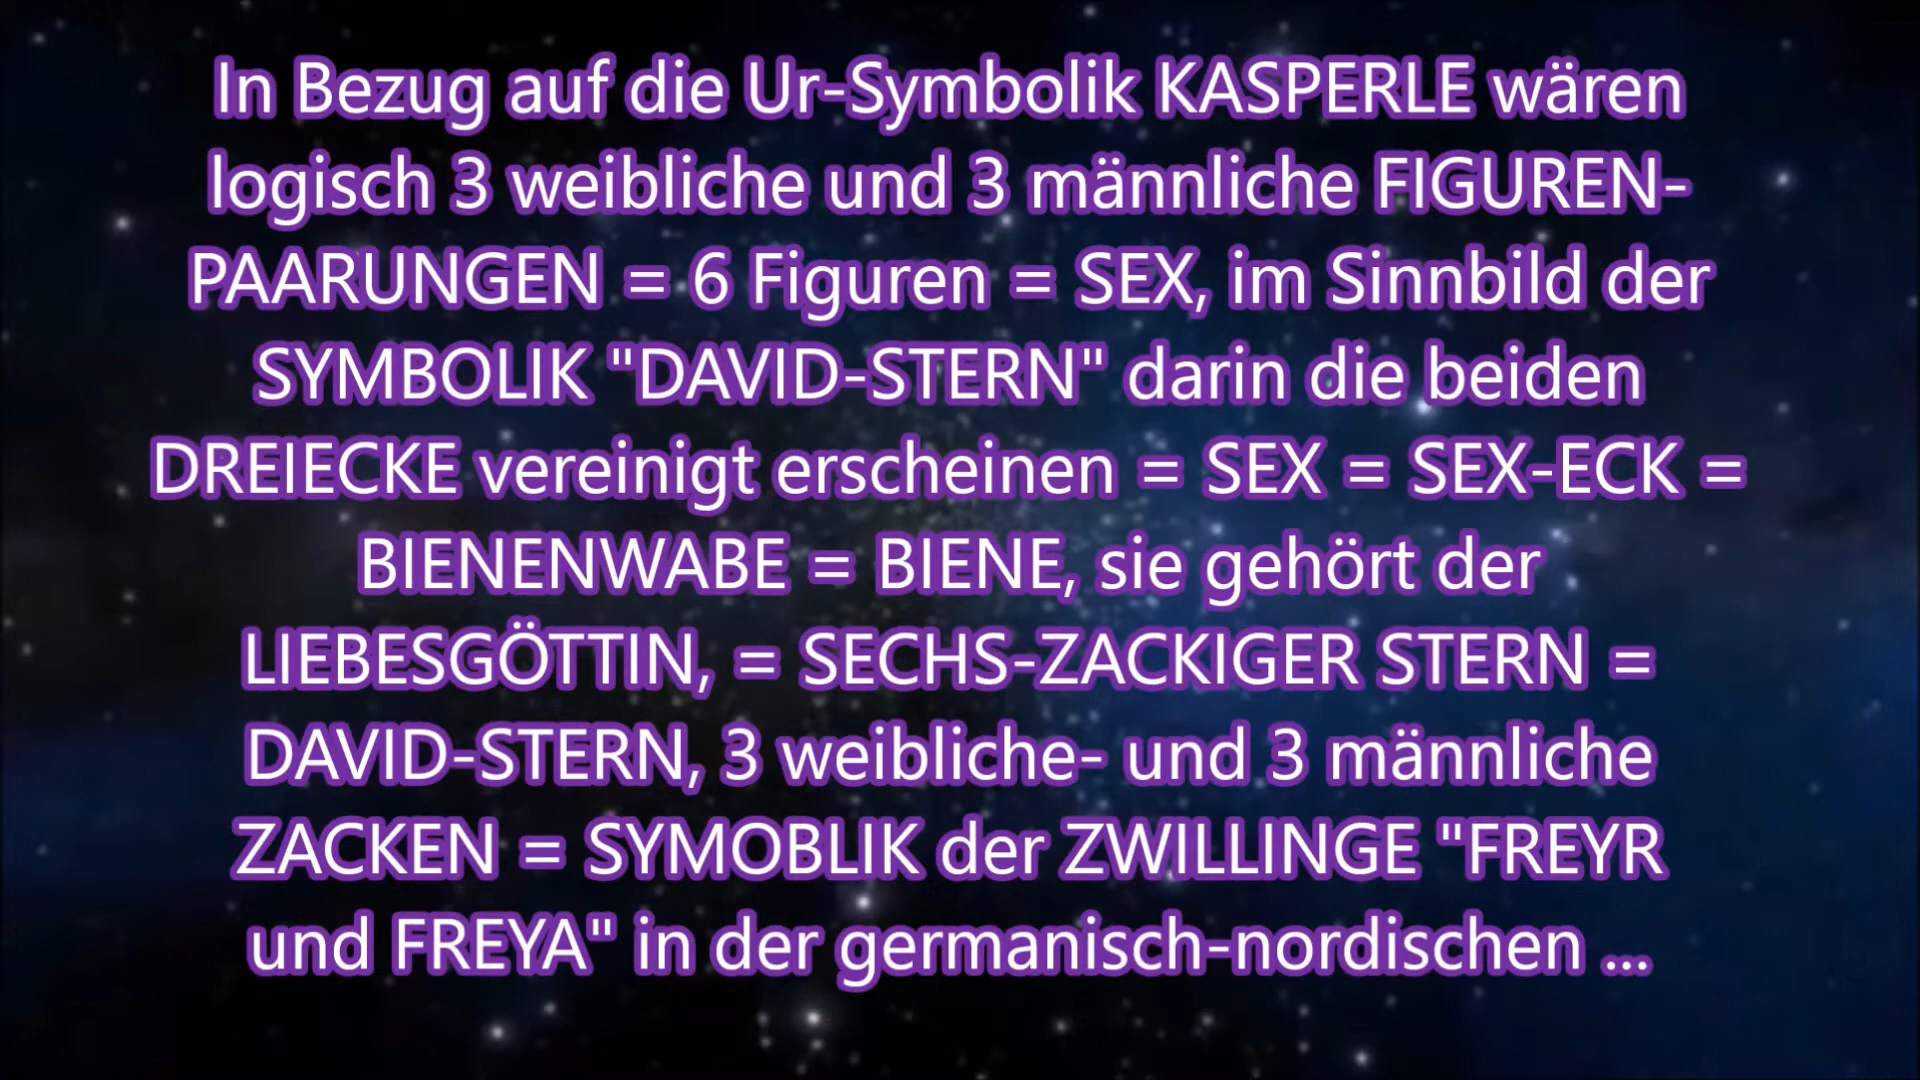 In Bezug auf die Ur-Symbolik KASPERLE wären
logisch 3 weibliche und 3 männliche FIGUREN-
PAARUNGEN = 6 Figuren = SEX, im Sinnbild der
SYMBOLIK "DAVID-STERN" darin die beiden
DREIECKE vereinigt erscheinen = SEX = SEX-ECK =
BIENENWABE = BIENE, sie gehört der
LIEBESGÖTTIN, = SECHS-ZACKIGER STERN =
DAVID-STERN, 3 weibliche- und 3 männliche
ZACKEN = SYMOBLIK der ZWILLINGE "FREYR
und FREYA" in der germanisch-nordischen ...